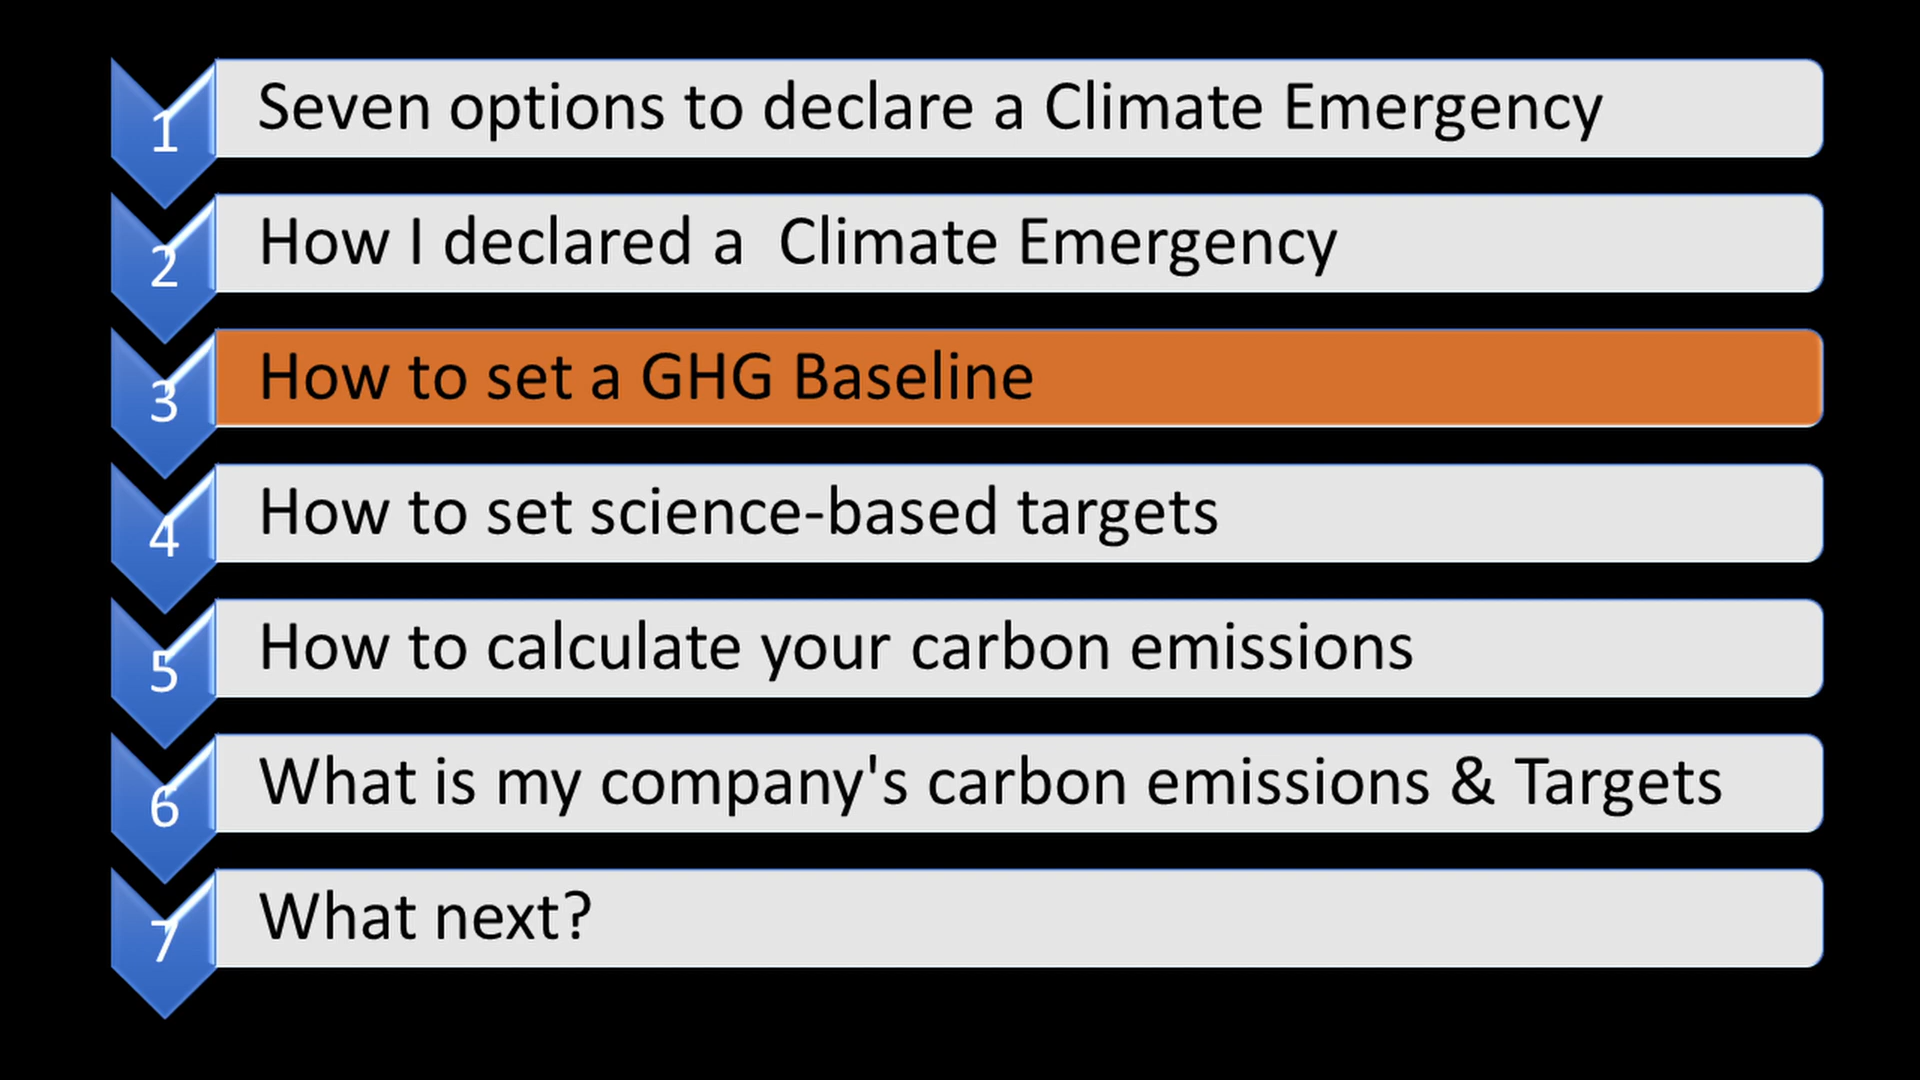 1 Seven options to declare a Climate Emergency
2 How I declared a  Climate Emergency
3 How to set a GHG Baseline
4 How to set science-based targets
5 How to calculate your carbon emissions
6 What is my company's carbon emissions & Targets
7 What next?